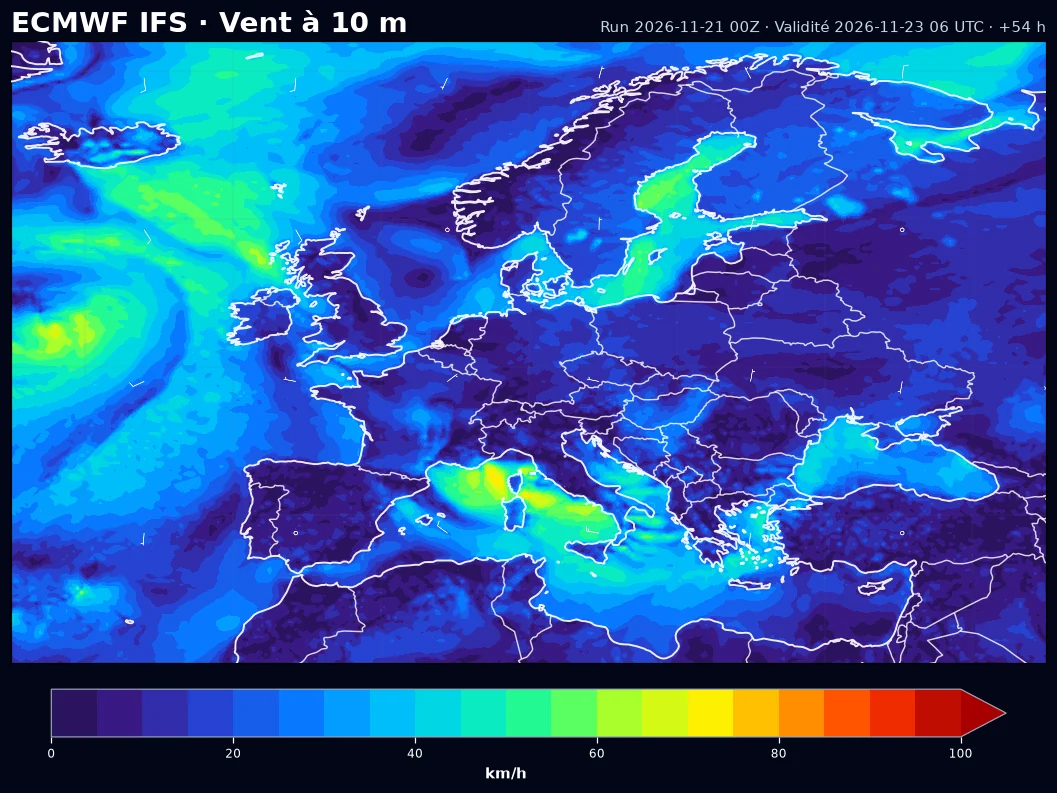 ECMWF IFS · Vent à 10 m
Run 2026-11-21 00Z · Validité 2026-11-23 06 UTC · +54 h
0 20 40 60 80 100
km/h